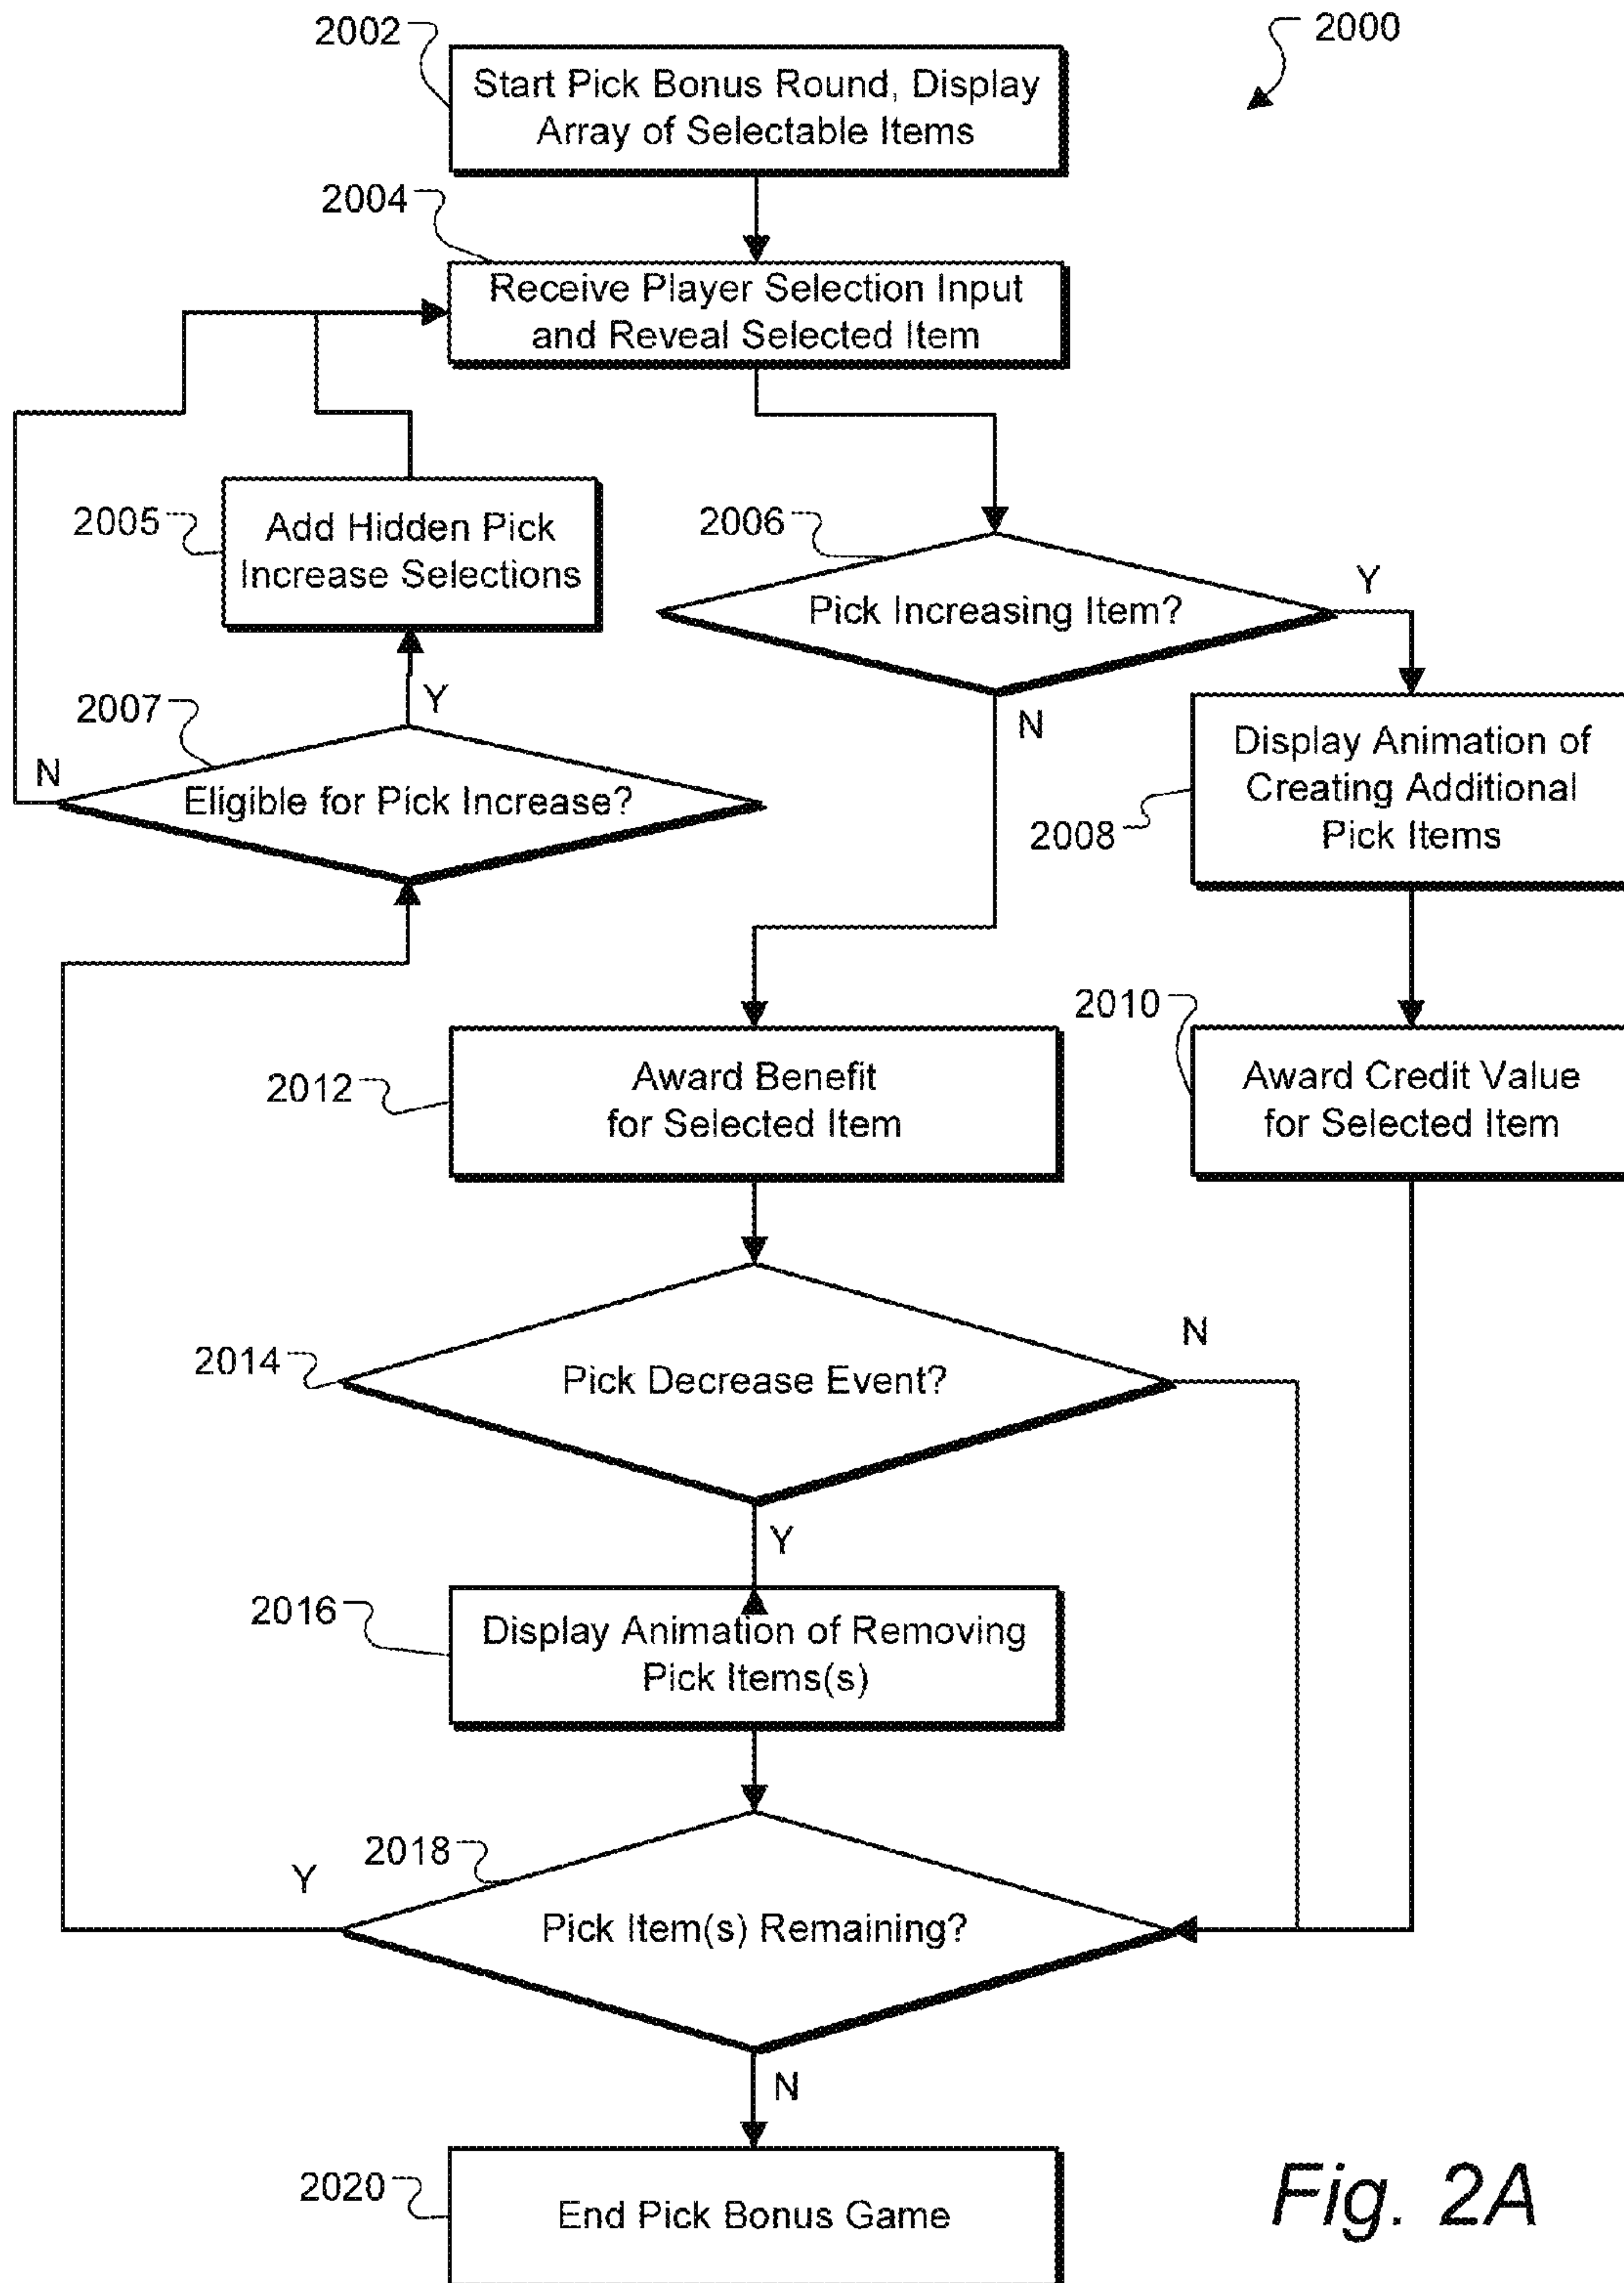 2002
2000
Start Pick Bonus Round, Display
Array of Selectable Items
2004
Receive Player Selection Input
and Reveal Selected Item
2005
Add Hidden Pick
Increase Selections
2006
Pick Increasing Item?
Y
N
2007
Y
N
Eligible for Pick Increase?
Display Animation of
Creating Additional
Pick Items
2008
2010
Award Credit Value
for Selected Item
2012
Award Benefit
for Selected Item
2014
Pick Decrease Event?
N
Y
2016
Display Animation of Removing
Pick Items(s)
2018
Y
Pick Item(s) Remaining?
N
2020
End Pick Bonus Game
Fig. 2A